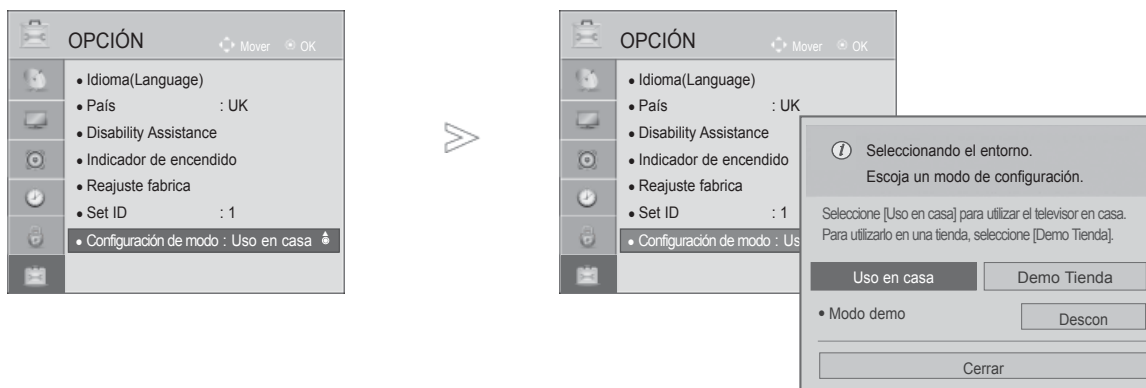 OPCIÓN Mover OK
• Idioma(Language)
• País : UK
• Disability Assistance
• Indicador de encendido
• Reajuste fabrica
• Set ID : 1
• Configuración de modo : Uso en casa
OPCIÓN Mover OK
• Idioma(Language)
• País : UK
• Disability Assistance
• Indicador de encendido
• Reajuste fabrica
• Set ID : 1
• Configuración de modo : Us
Seleccionando el entorno.
Escoja un modo de configuración.
Seleccione [Uso en casa] para utilizar el televisor en casa.
Para utilizarlo en una tienda, seleccione [Demo Tienda].
Uso en casa Demo Tienda
• Modo demo Descon
Cerrar